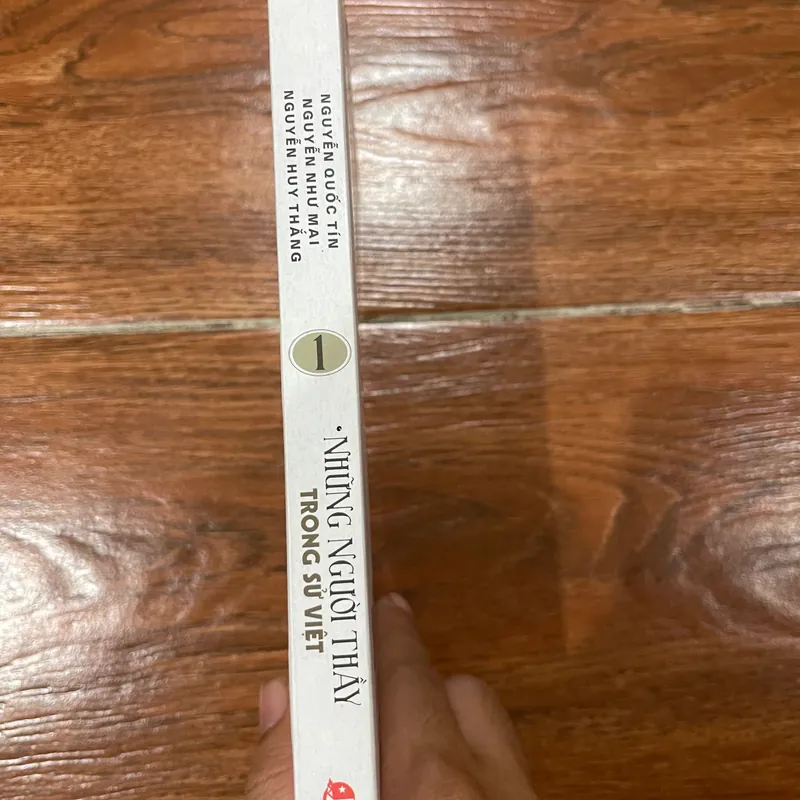 NGUYỄN QUỐC TÍN
NGUYỄN NHƯ MAI
NGUYỄN HUY THẮNG
1
• NHỮNG NGƯỜI THẦY
TRONG SỬ VIỆT